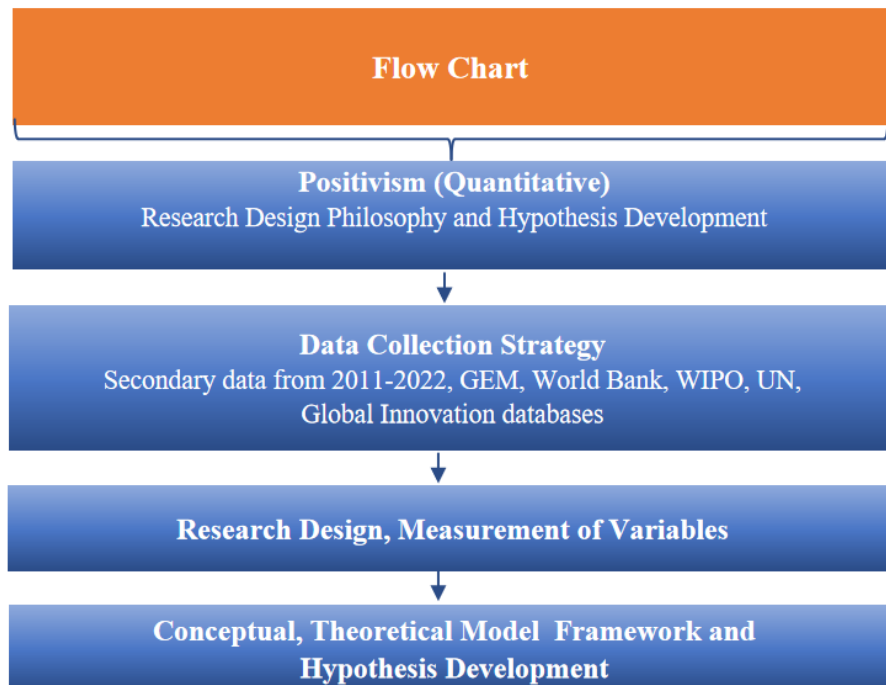 Flow Chart
Positivism (Quantitative)
Research Design Philosophy and Hypothesis Development
Data Collection Strategy
Secondary data from 2011-2022, GEM, World Bank, WIPO, UN,
Global Innovation databases
Research Design, Measurement of Variables
Conceptual, Theoretical Model Framework and
Hypothesis Development